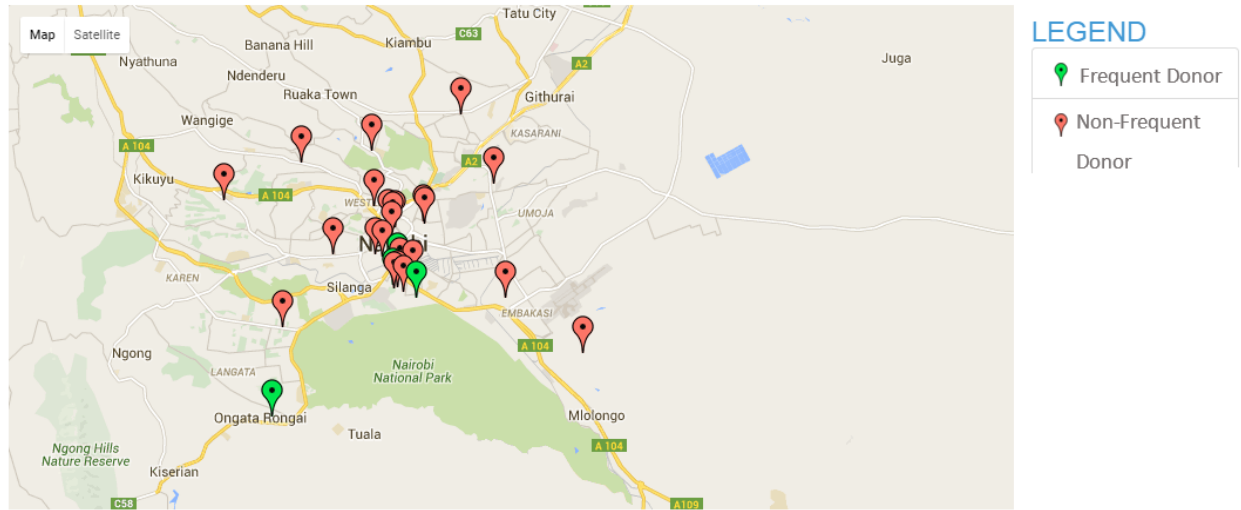 Map Satellite
Tatu City
C63
Banana Hill
Kiambu
Nyathuna
A2
Juga
Ndenderu
Ruaka Town
Githurai
Wangige
KASARANI
A 104
A2
Kikuyu
A 104
WEST
UMOJA
KAREN
Silanga
EMBAKASI
Ngong
A 104
LANGATA
Nairobi
National Park
Ongata Rongai
Mlolongo
Tuala
Ngong Hills
Nature Reserve
A 104
Kiserian
C58
A109
LEGEND
Frequent Donor
Non-Frequent
Donor